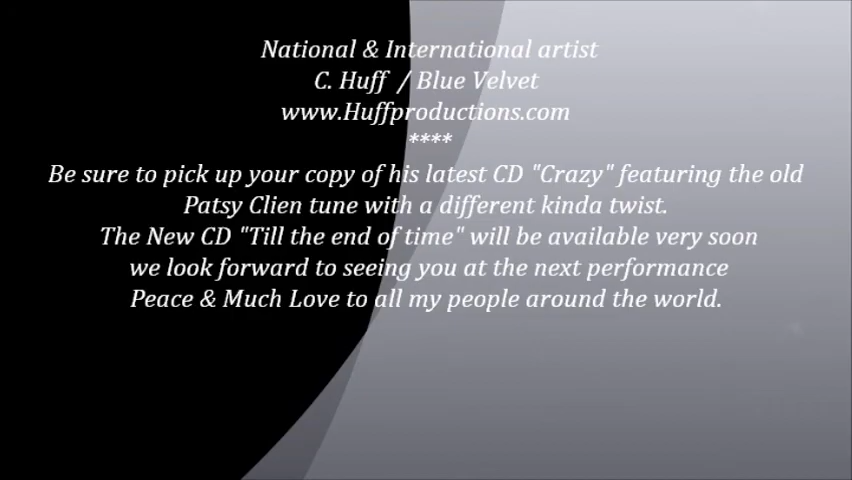 National & International artist
C. Huff / Blue Velvet
www.Huffproductions.com
****
Be sure to pick up your copy of his latest CD "Crazy" featuring the old
Patsy Clien tune with a different kinda twist.
The New CD "Till the end of time" will be available very soon
we look forward to seeing you at the next performance
Peace & Much Love to all my people around the world.